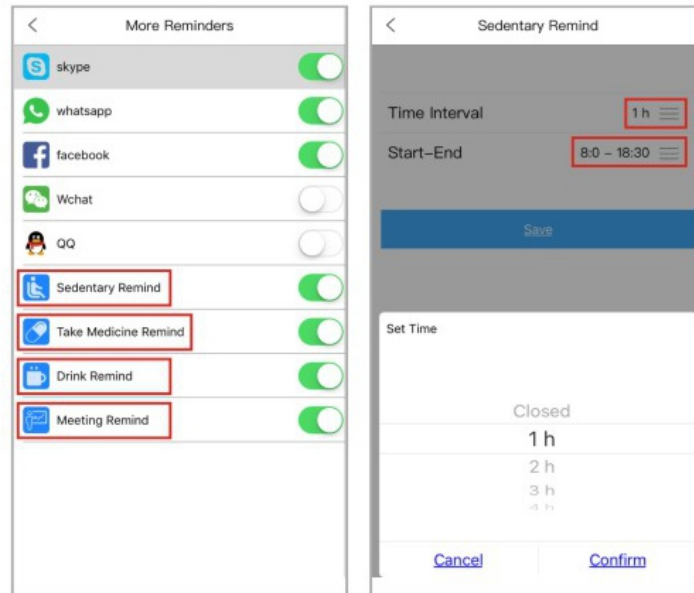 More Reminders
skype
whatsapp
facebook
Wchat
QQ
Sedentary Remind
Take Medicine Remind
Drink Remind
Meeting Remind
Sedentary Remind
Time Interval 1 h
Start-End 8:0 - 18:30
Save
Set Time
Closed
1 h
2 h
3 h
4 h
Cancel Confirm